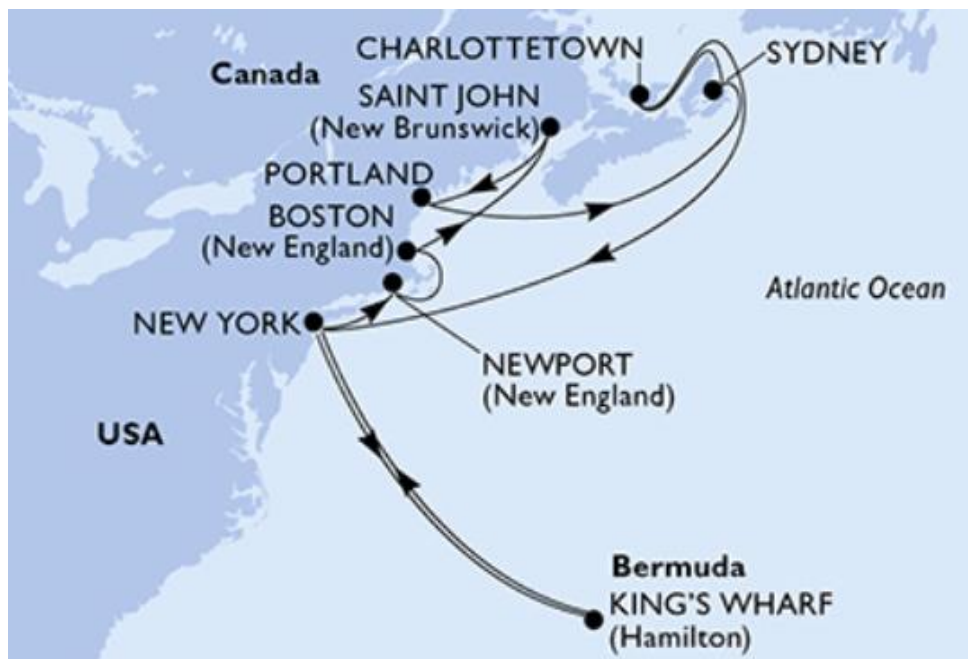 CHARLOTTETOWN
SYDNEY
Canada
SAINT JOHN
(New Brunswick)
PORTLAND
BOSTON
(New England)
Atlantic Ocean
NEW YORK
NEWPORT
(New England)
USA
Bermuda
KING'S WHARF
(Hamilton)